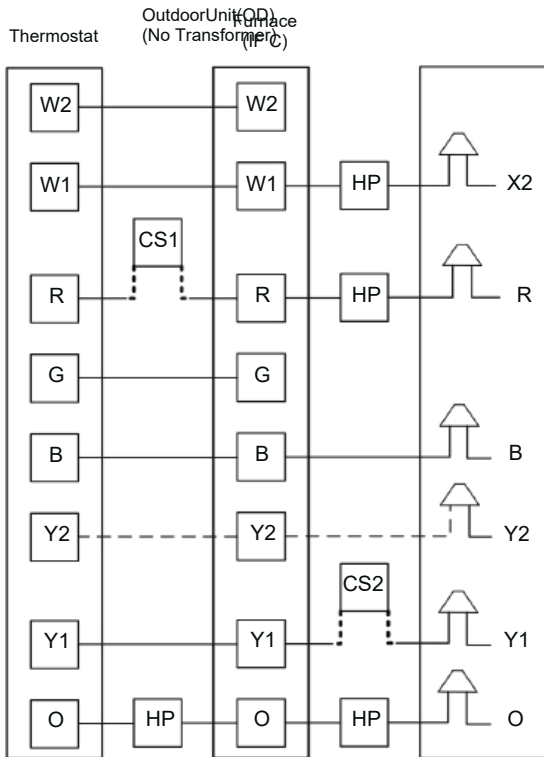 Thermostat
OutdoorUnit(OD)
(No Transformer)
Furnace
(IFC)
W2 W2
W1 W1 HP X2
CS1
R R HP R
G G
B B B
Y2 Y2 Y2
CS2
Y1 Y1 Y1
O HP O HP O